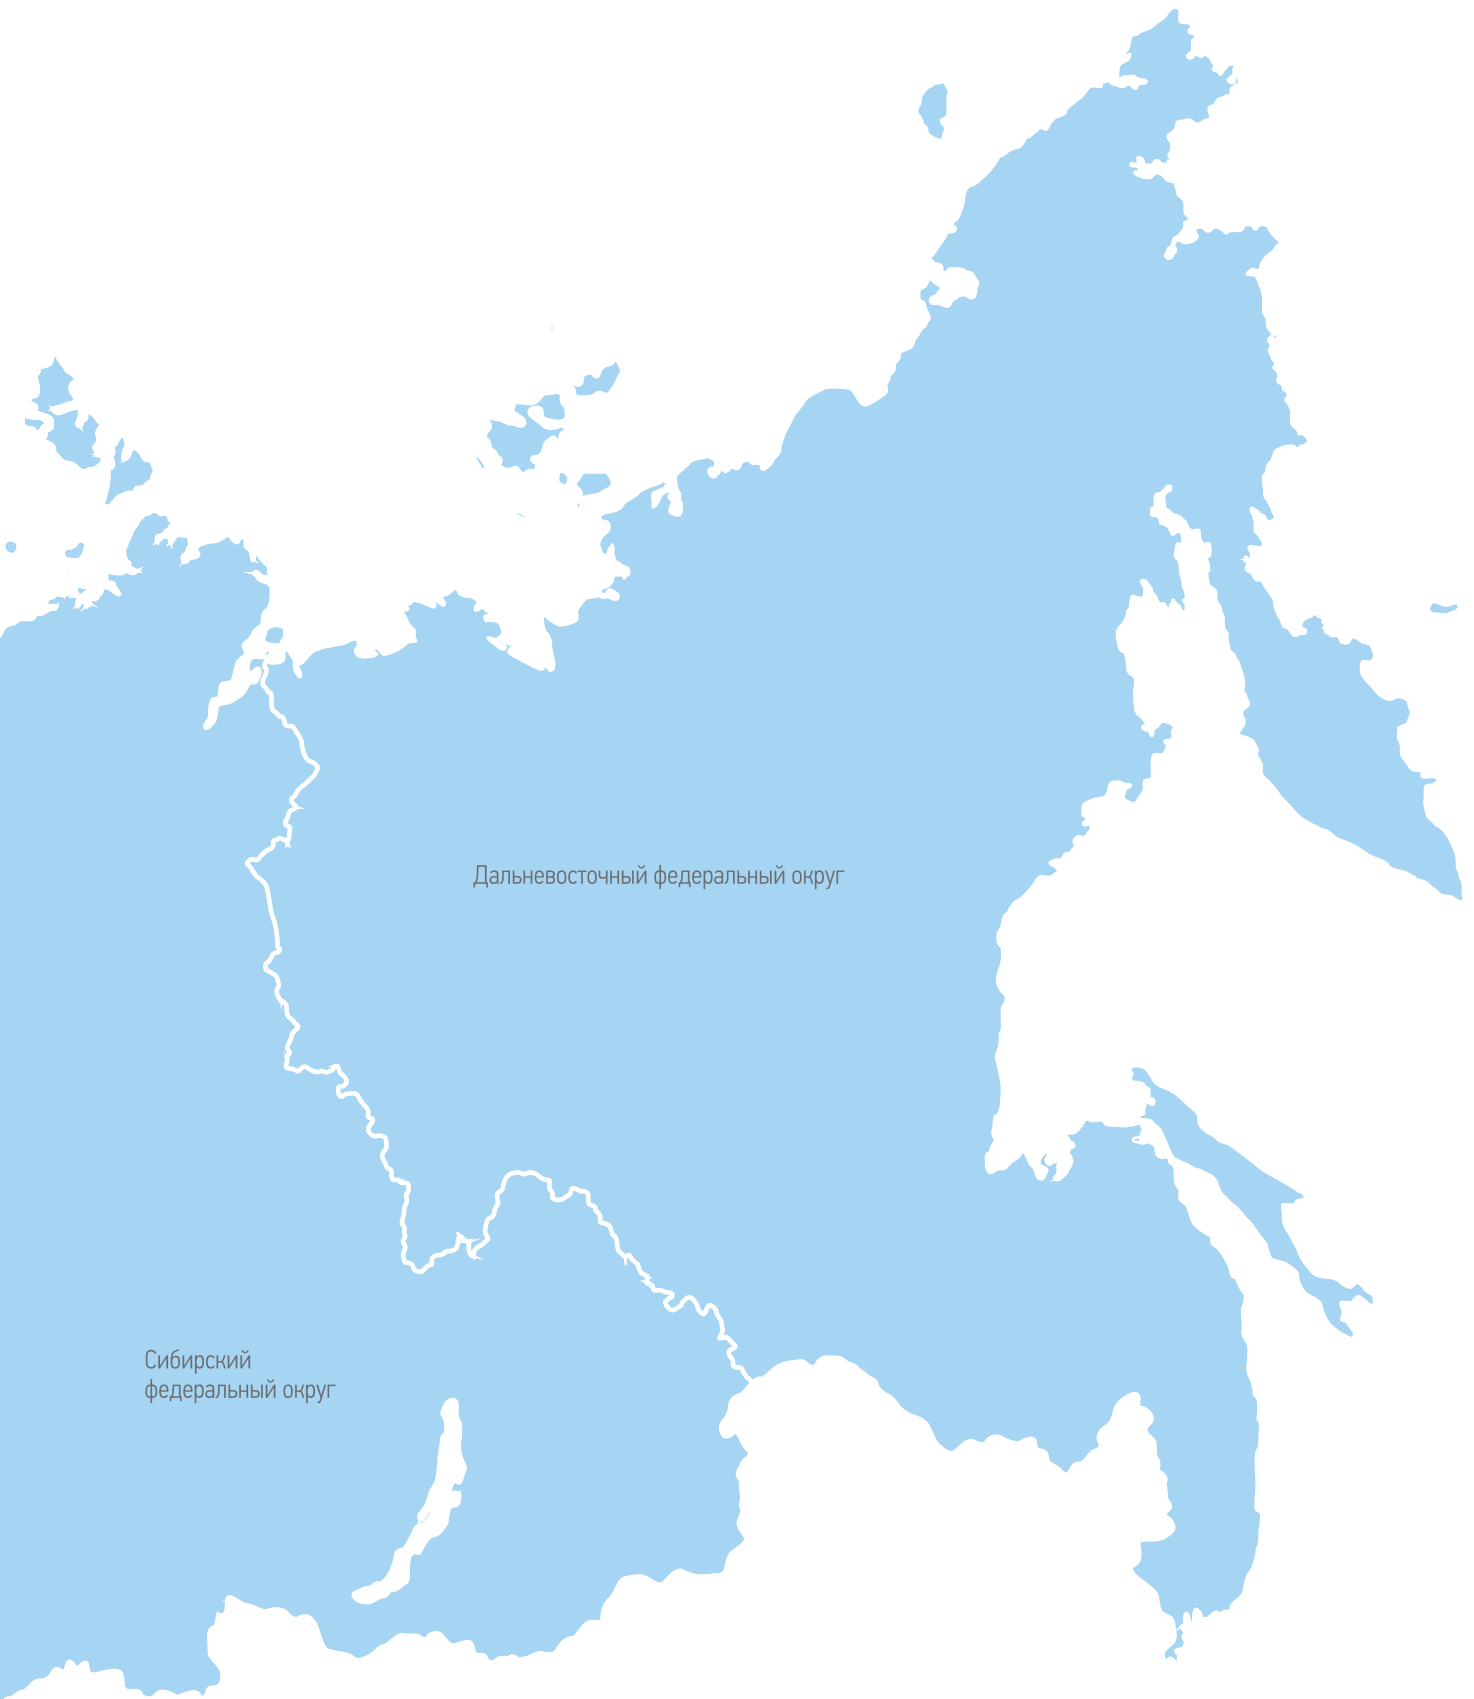 Дальневосточный федеральный округ
Сибирский
федеральный округ